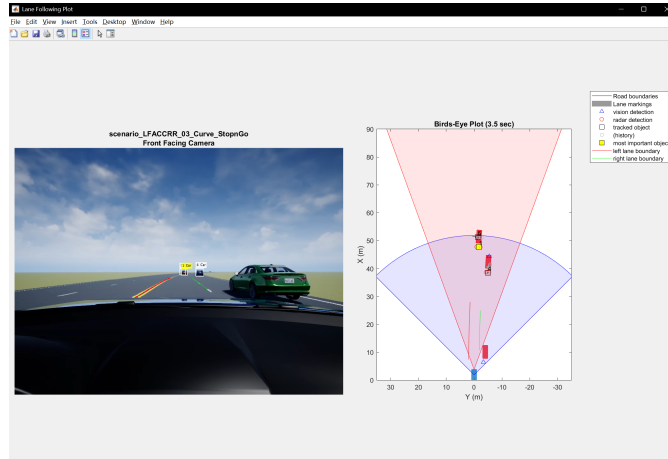 Lane Following Plot
File Edit View Insert Tools Desktop Window Help
scenario_LFACCRR_03_Curve_StopnGo
Front Facing Camera
Birds-Eye Plot (3.5 sec)
Road boundaries
Lane markings
vision detection
radar detection
tracked object
(history)
most important object
left lane boundary
right lane boundary
90
80
70
60
50
40
30
20
10
0
X (m)
30 20 10 0 -10 -20 -30
Y (m)